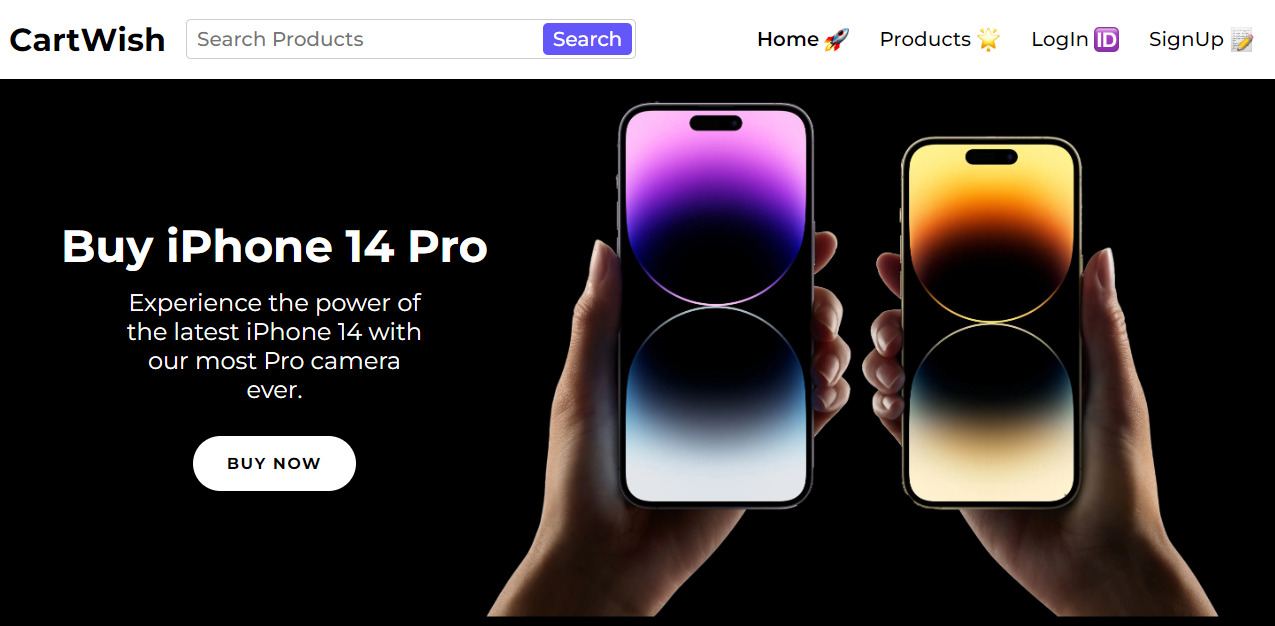 CartWish
Search Products
Search
Home 🚀
Products 🌟
LogIn 🆔
SignUp 📝
Buy iPhone 14 Pro
Experience the power of
the latest iPhone 14 with
our most Pro camera
ever.
BUY NOW